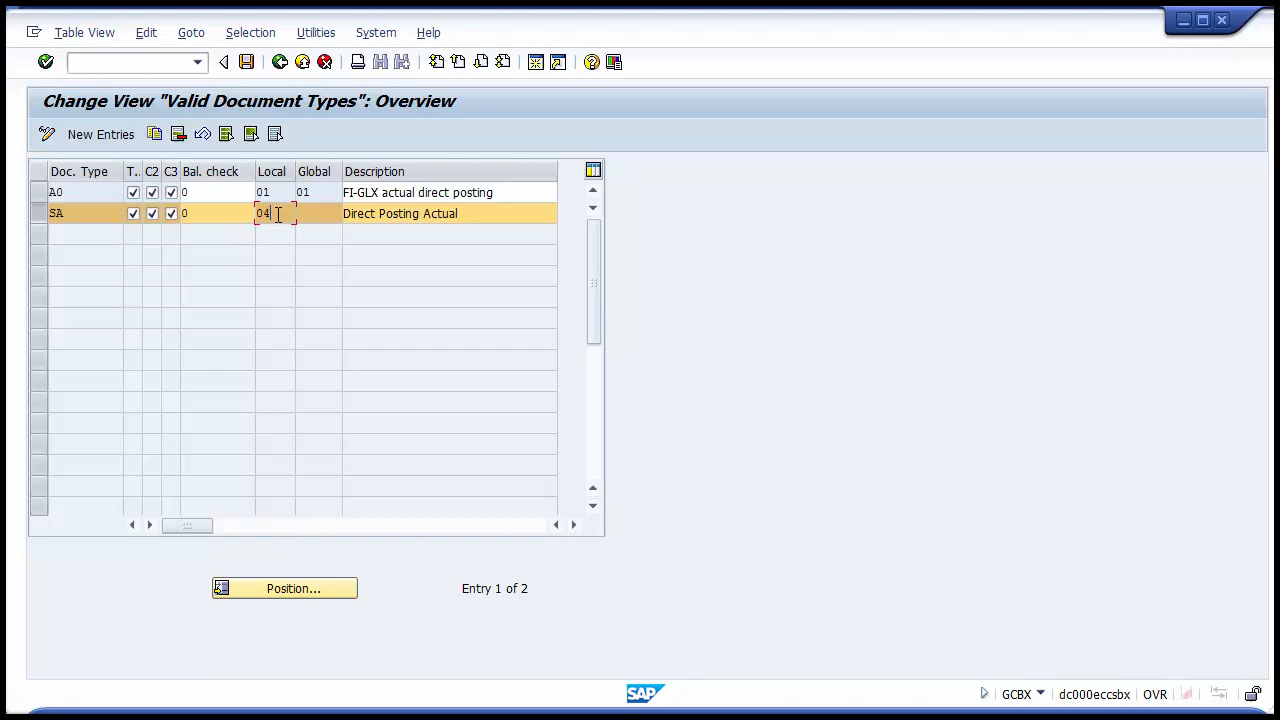 Table View Edit Goto Selection Utilities System Help
Change View "Valid Document Types": Overview
New Entries
Doc. Type T.. C2 C3 Bal. check Local Global Description
A0 0 01 01 FI-GLX actual direct posting
SA 0 04 Direct Posting Actual
Position... Entry 1 of 2
SAP GCBX dc000eccsbx OVR